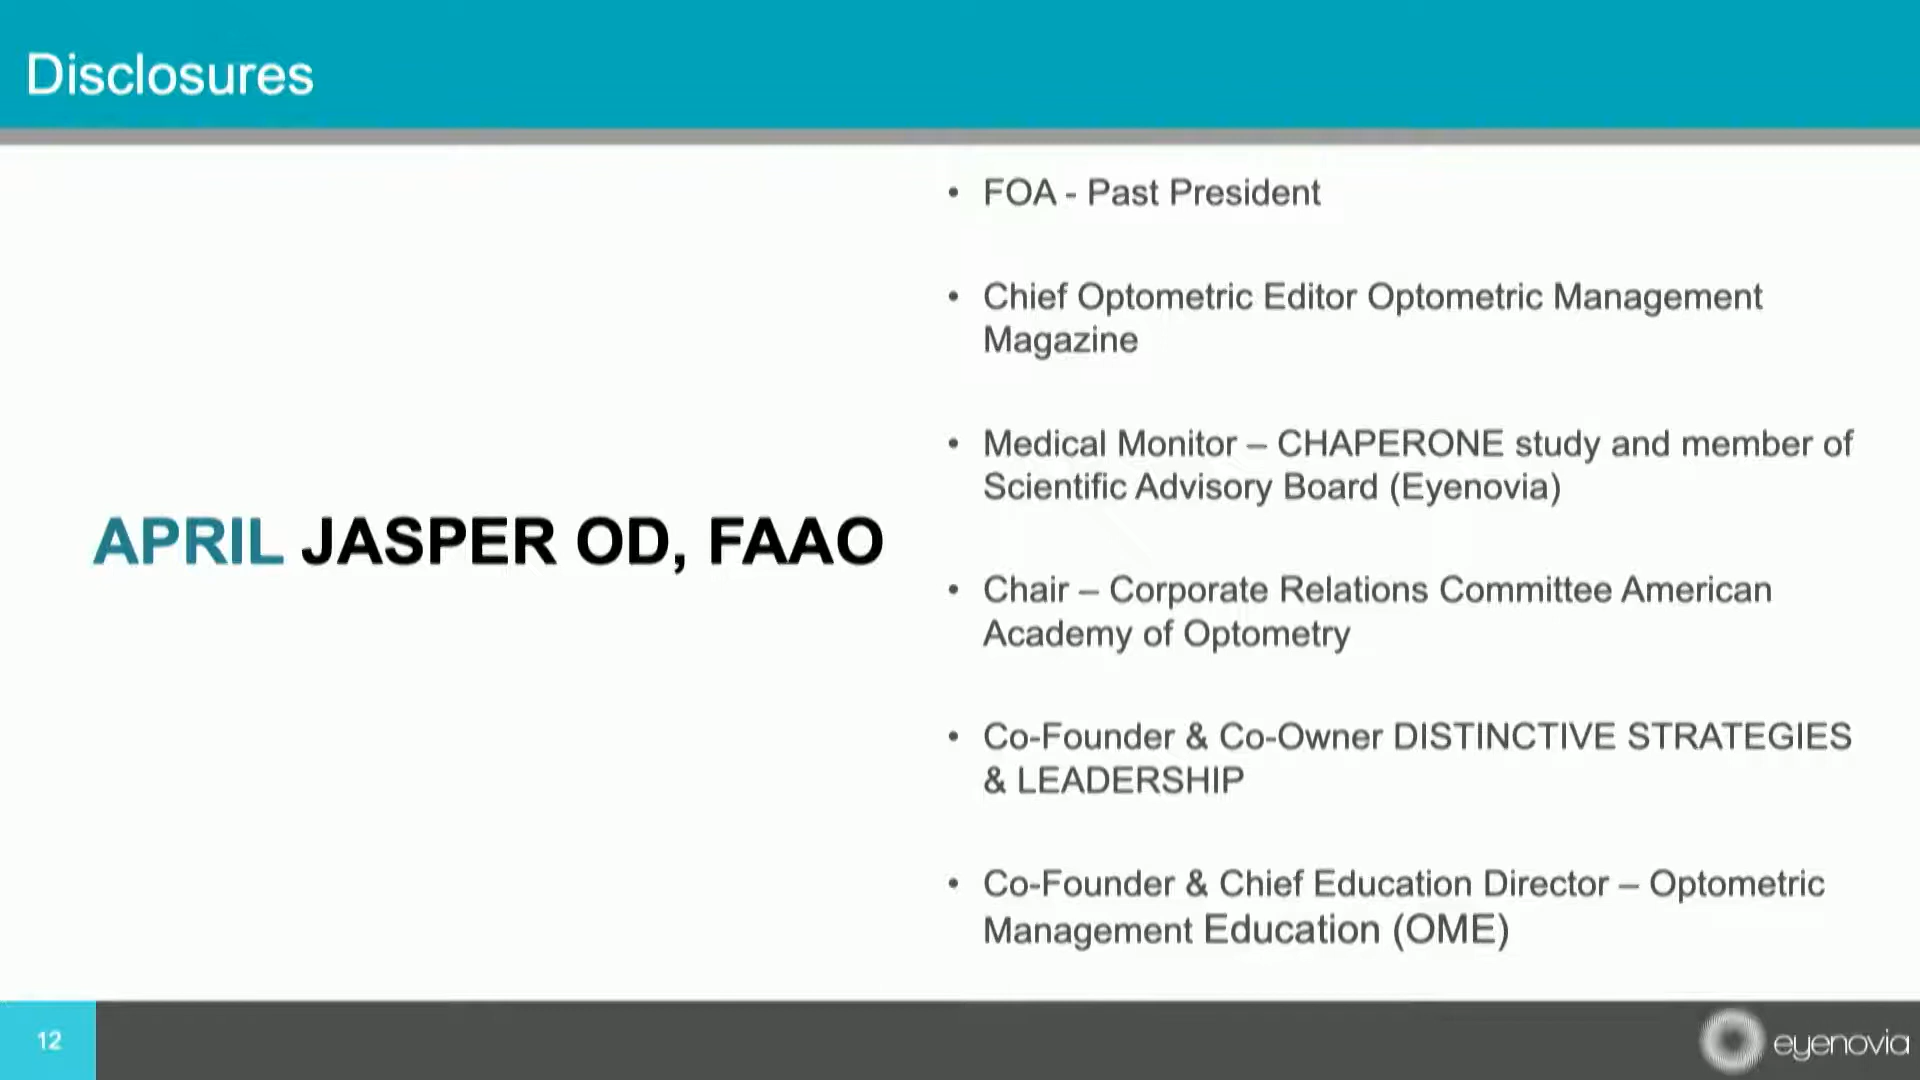 Disclosures
APRIL JASPER OD, FAAO
• FOA - Past President
• Chief Optometric Editor Optometric Management
Magazine
• Medical Monitor – CHAPERONE study and member of
Scientific Advisory Board (Eyenovia)
• Chair – Corporate Relations Committee American
Academy of Optometry
• Co-Founder & Co-Owner DISTINCTIVE STRATEGIES
& LEADERSHIP
• Co-Founder & Chief Education Director – Optometric
Management Education (OME)
12
eyenovia